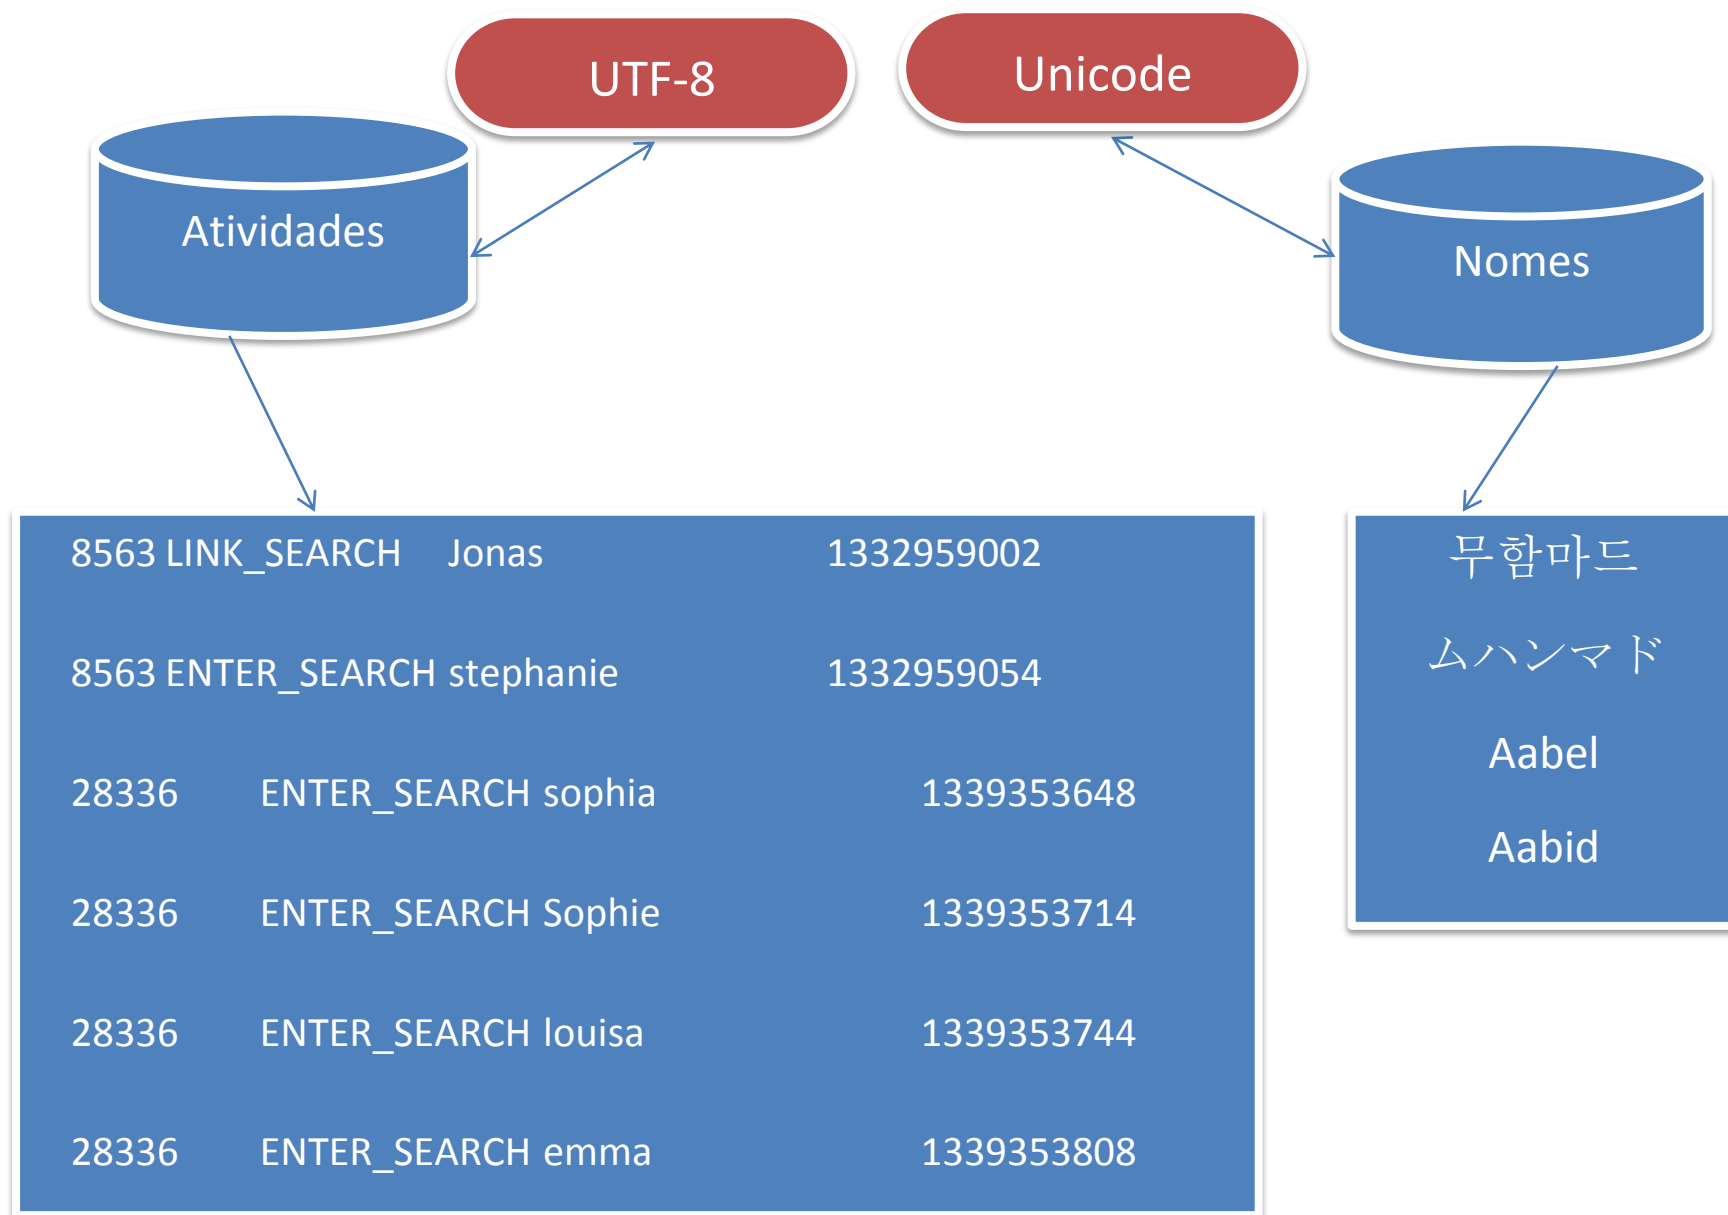 UTF-8
Unicode
Atividades
Nomes
8563 LINK_SEARCH Jonas 1332959002
8563 ENTER_SEARCH stephanie 1332959054
28336 ENTER_SEARCH sophia 1339353648
28336 ENTER_SEARCH Sophie 1339353714
28336 ENTER_SEARCH louisa 1339353744
28336 ENTER_SEARCH emma 1339353808
무함마드
ムハンマド
Aabel
Aabid